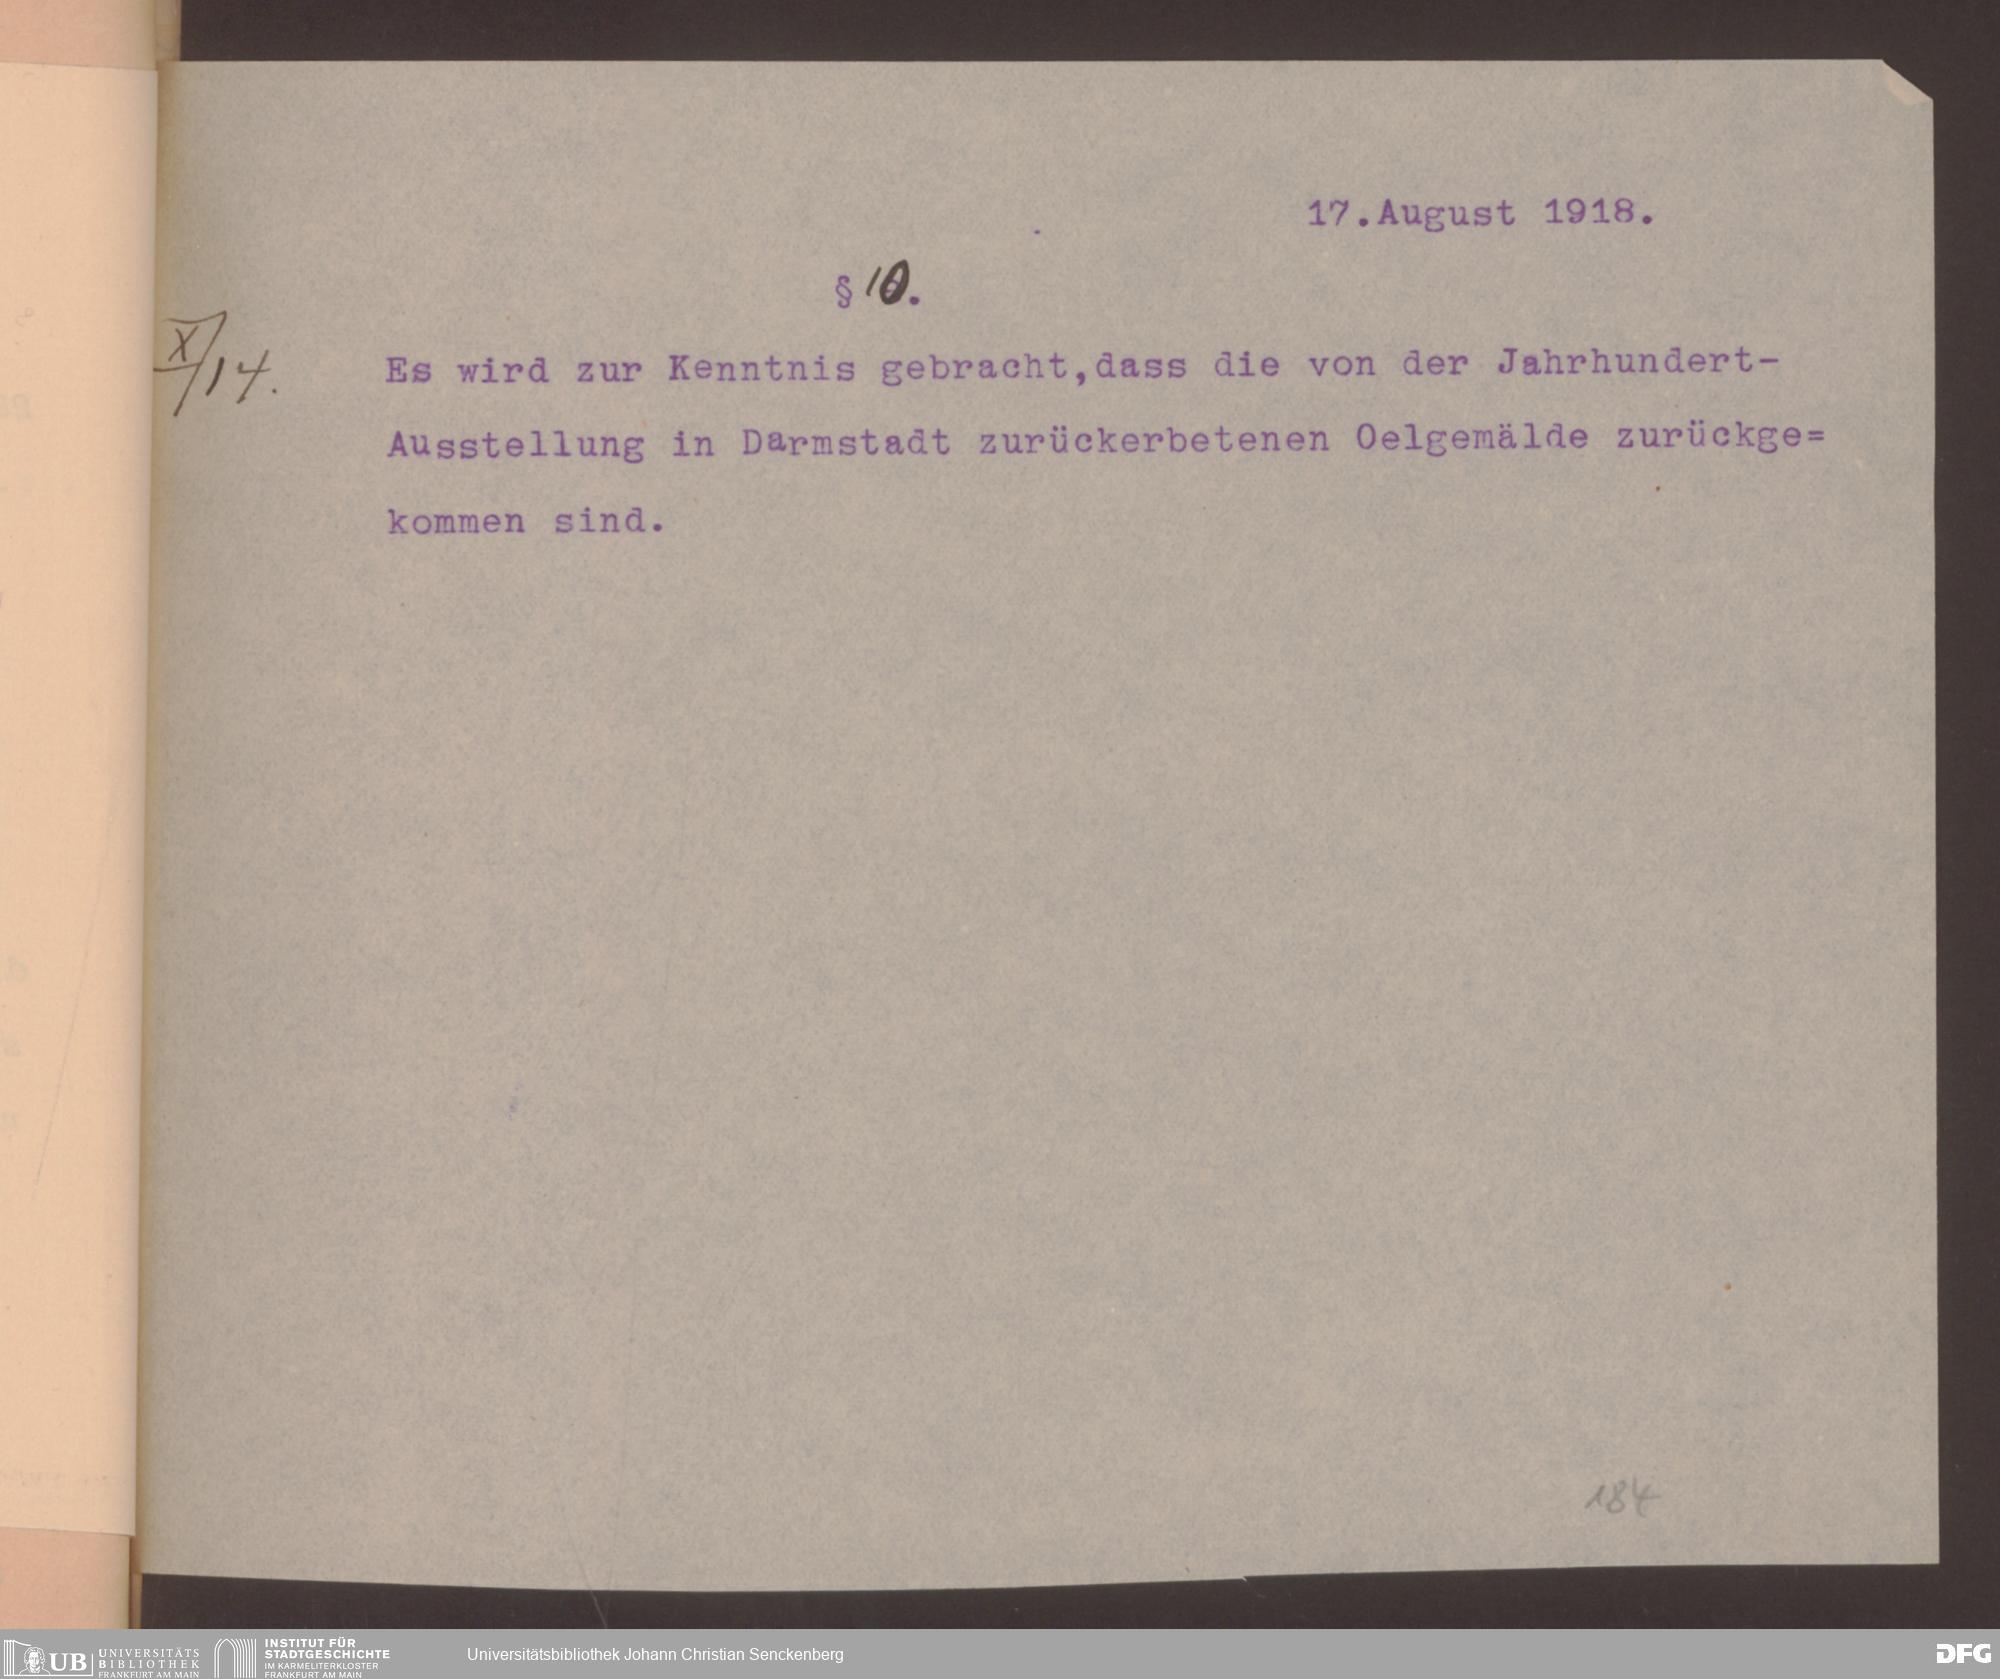 17.August 1918.
§ 10.
X/14.
Es wird zur Kenntnis gebracht,dass die von der Jahrhundert-
Ausstellung in Darmstadt zurückerbetenen Oelgemälde zurückge=
kommen sind.
184
UB UNIVERSITÄTS
BIBLIOTHEK
FRANKFURT AM MAIN
INSTITUT FÜR
STADTGESCHICHTE
IM KARMELITERKLOSTER
FRANKFURT AM MAIN
Universitätsbibliothek Johann Christian Senckenberg
DFG